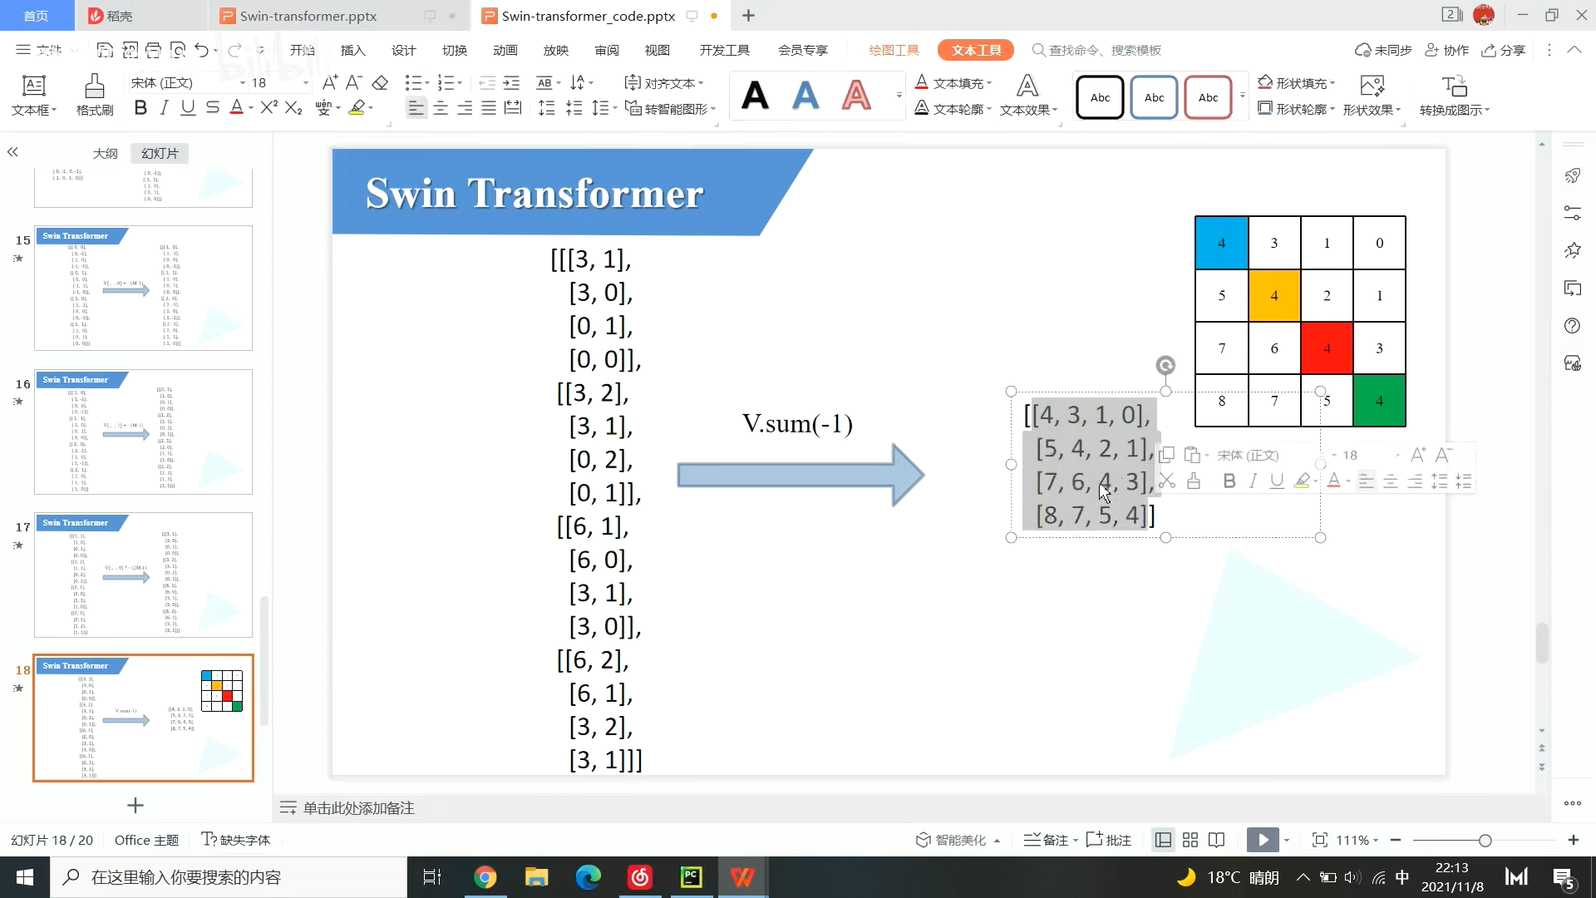 首页
稻壳
Swin-transformer.pptx
Swin-transformer_code.pptx
2
文件
开始
插入
设计
切换
动画
放映
审阅
视图
开发工具
会员专享
绘图工具
文本工具
查找命令、搜索模板
未同步
协作
分享
文本框
格式刷
宋体 (正文)
18
对齐文本
转智能图形
文本填充
文本轮廓
文本效果
Abc
Abc
Abc
形状填充
形状轮廓
形状效果
转换成图示
大纲
幻灯片
15
Swin Transformer
16
Swin Transformer
17
Swin Transformer
18
Swin Transformer
V.sum(-1)
Swin Transformer
[[[3, 1],
[3, 0],
[0, 1],
[0, 0]],
[[3, 2],
[3, 1],
[0, 2],
[0, 1]],
[[6, 1],
[6, 0],
[3, 1],
[3, 0]],
[[6, 2],
[6, 1],
[3, 2],
[3, 1]]]
V.sum(-1)
4 3 1 0
5 4 2 1
7 6 4 3
8 7 5 4
[[4, 3, 1, 0],
[5, 4, 2, 1],
[7, 6, 4, 3],
[8, 7, 5, 4]]
宋体 (正文)
18
单击此处添加备注
幻灯片 18 / 20
Office 主题
缺失字体
智能美化
备注
批注
111%
在这里输入你要搜索的内容
18°C 晴朗
中
22:13
2021/11/8
5